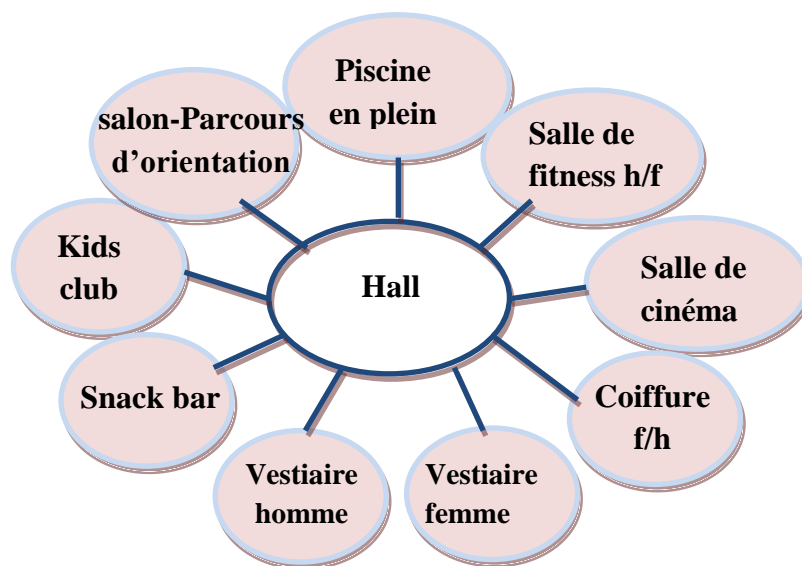 Piscine
en plein
salon-Parcours
d'orientation
Salle de
fitness h/f
Kids
club
Hall
Salle de
cinéma
Snack bar
Coiffure
f/h
Vestiaire
homme
Vestiaire
femme